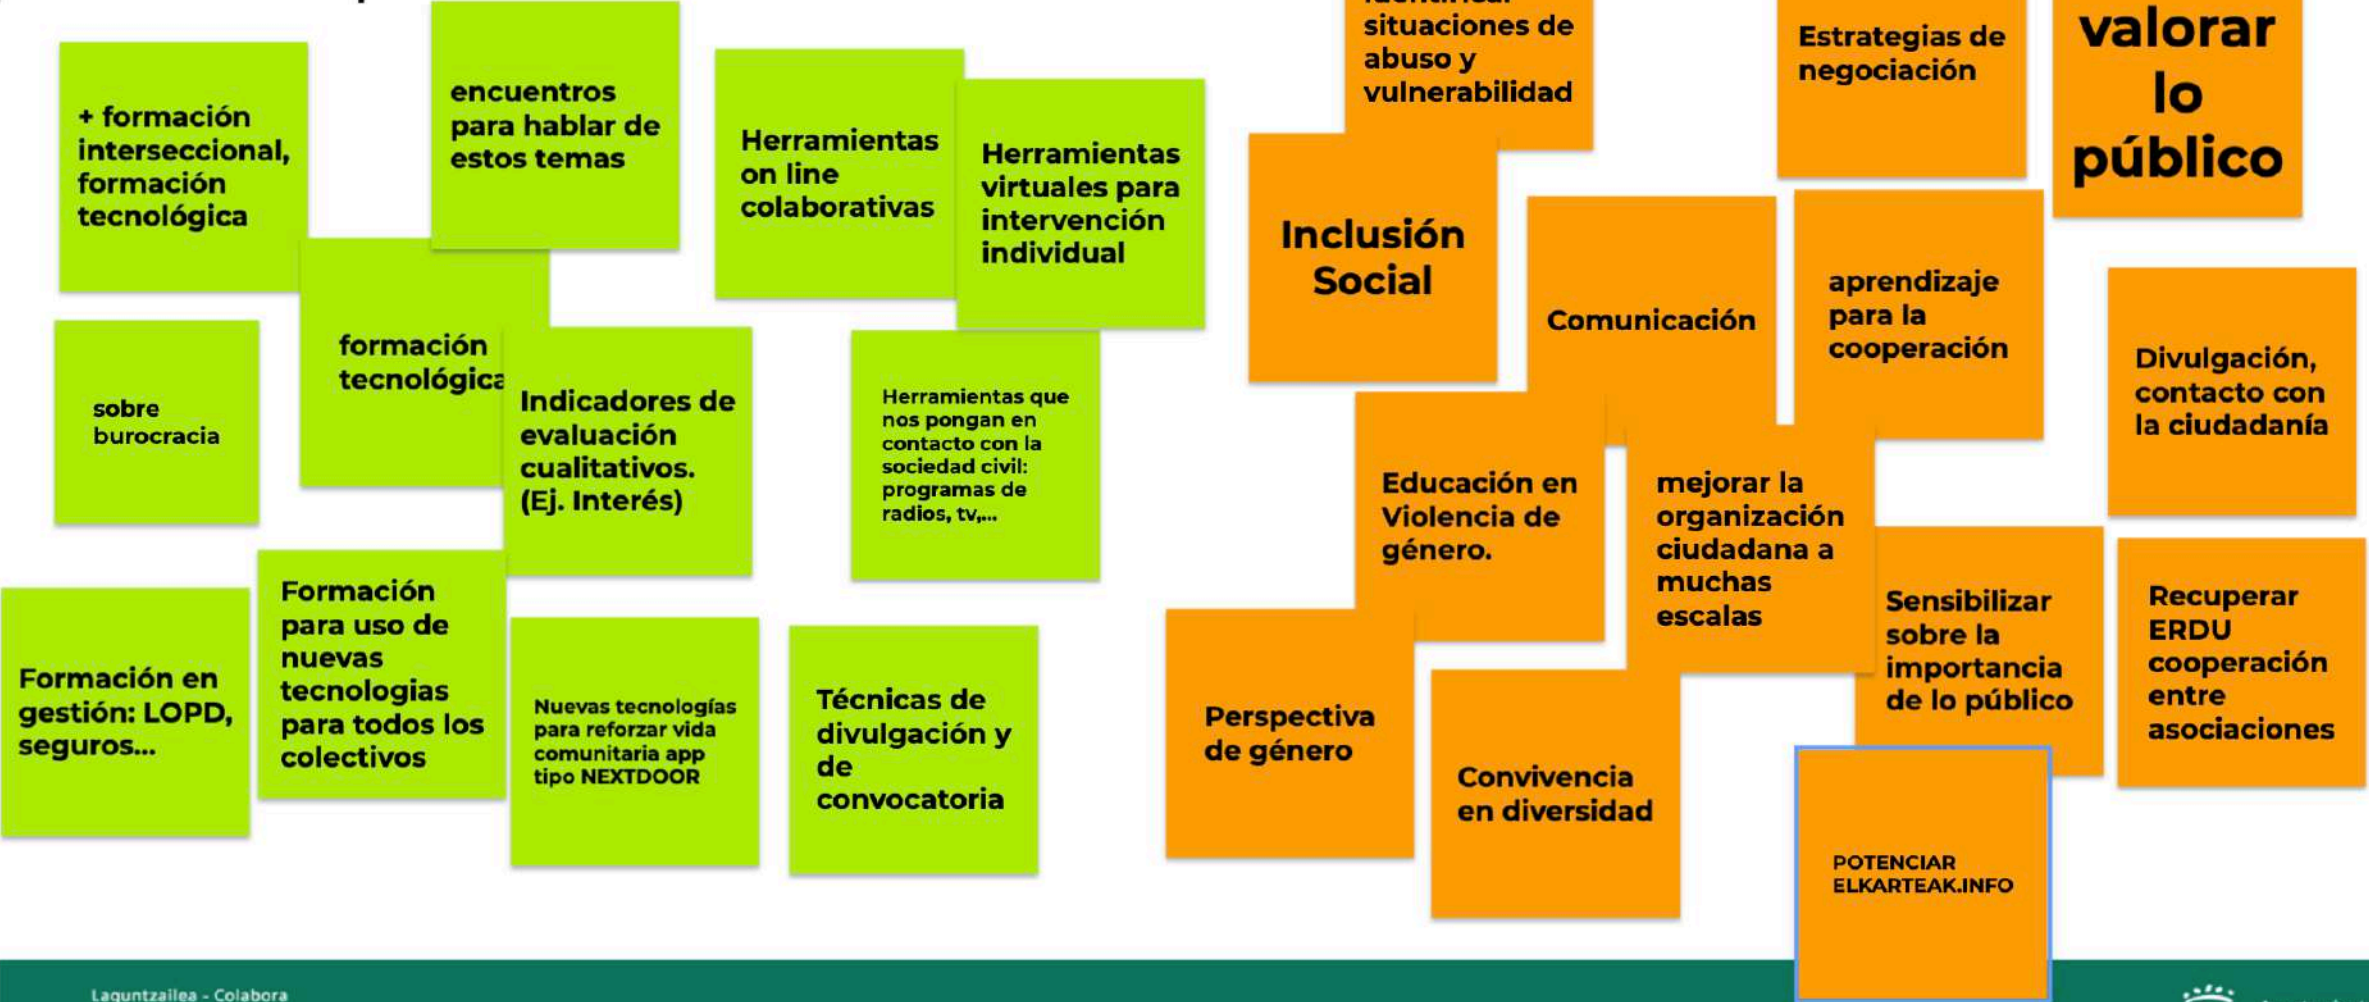 + formación
interseccional,
formación
tecnológica
encuentros
para hablar de
estos temas
Herramientas
on line
colaborativas
Herramientas
virtuales para
intervención
individual
sobre
burocracia
formación
tecnológica
Indicadores de
evaluación
cualitativos.
(Ej. Interés)
Herramientas que
nos pongan en
contacto con la
sociedad civil:
programas de
radios, tv,...
Formación en
gestión: LOPD,
seguros...
Formación
para uso de
nuevas
tecnologias
para todos los
colectivos
Nuevas tecnologías
para reforzar vida
comunitaria app
tipo NEXTDOOR
Técnicas de
divulgación y
de
convocatoria
situaciones de
abuso y
vulnerabilidad
Estrategias de
negociación
valorar
lo
público
Inclusión
Social
Comunicación
aprendizaje
para la
cooperación
Divulgación,
contacto con
la ciudadanía
Educación en
Violencia de
género.
mejorar la
organización
ciudadana a
muchas
escalas
Sensibilizar
sobre la
importancia
de lo público
Recuperar
ERDU
cooperación
entre
asociaciones
Perspectiva
de género
Convivencia
en diversidad
POTENCIAR
ELKARTEAK.INFO
Laguntzailea - Colabora